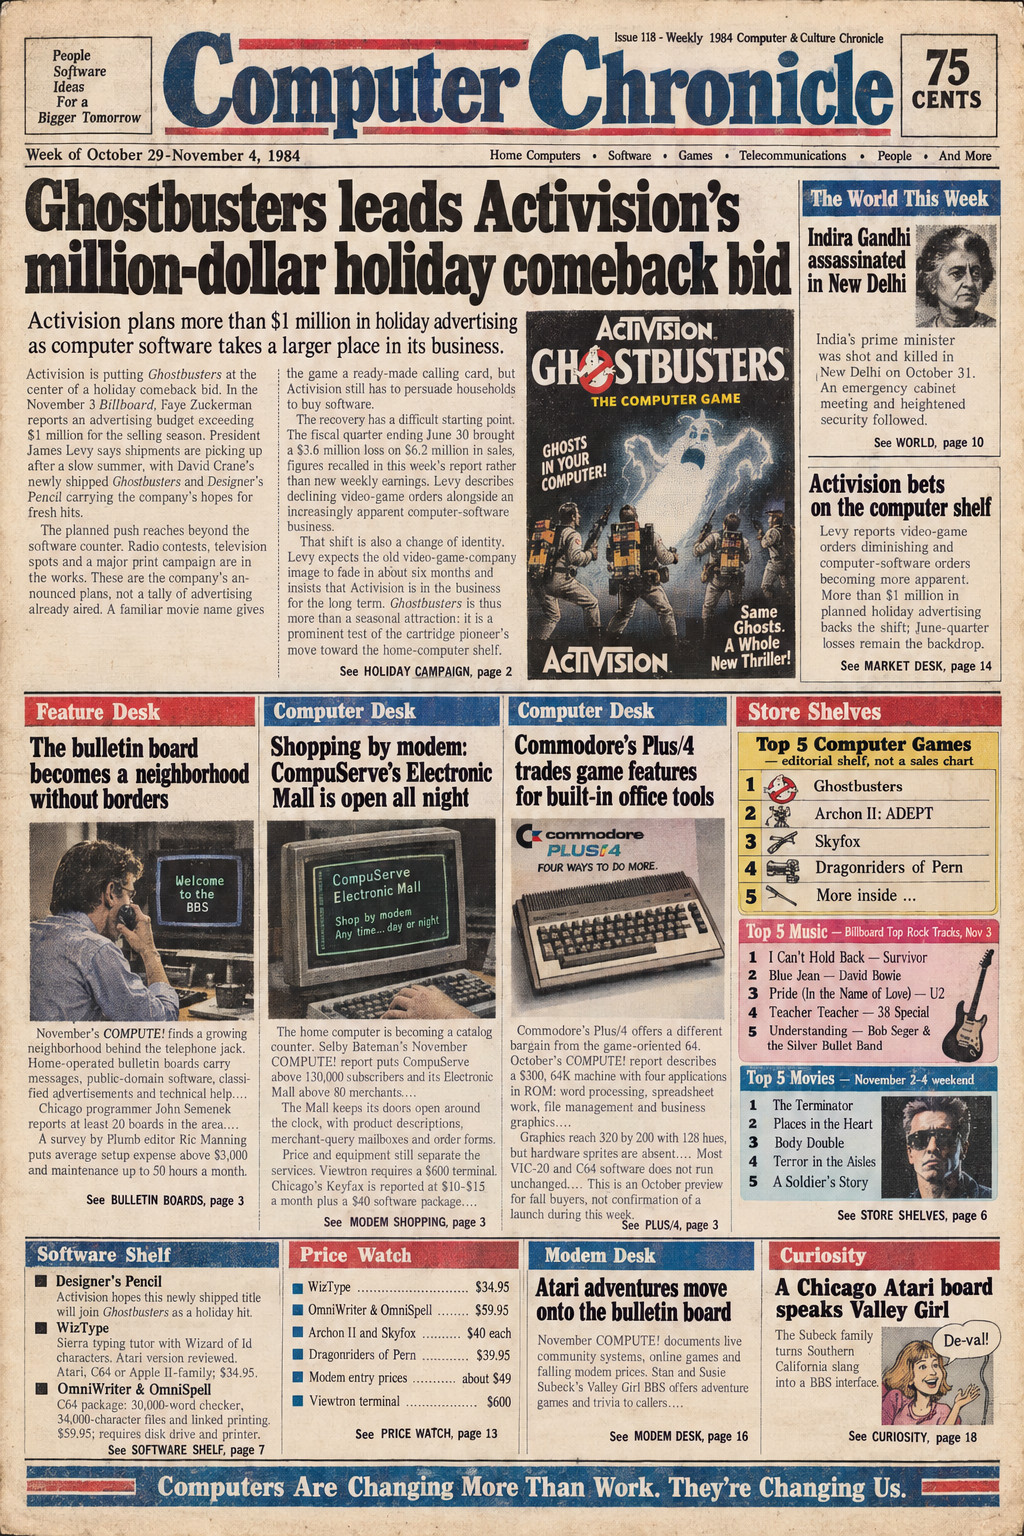 People
Software
Ideas
For a
Bigger Tomorrow
Issue 118 - Weekly 1984 Computer & Culture Chronicle
Computer Chronicle
75
CENTS
Week of October 29-November 4, 1984
Home Computers • Software • Games • Telecommunications • People • And More
Ghostbusters leads Activision's
million-dollar holiday comeback bid
Activision plans more than $1 million in holiday advertising
as computer software takes a larger place in its business.
Activision is putting Ghostbusters at the
center of a holiday comeback bid. In the
November 3 Billboard, Faye Zuckerman
reports an advertising budget exceeding
$1 million for the selling season. President
James Levy says shipments are picking up
after a slow summer, with David Crane's
newly shipped Ghostbusters and Designer's
Pencil carrying the company's hopes for
fresh hits.
The planned push reaches beyond the
software counter. Radio contests, television
spots and a major print campaign are in
the works. These are the company's an-
nounced plans, not a tally of advertising
already aired. A familiar movie name gives
the game a ready-made calling card, but
Activision still has to persuade households
to buy software.
The recovery has a difficult starting point.
The fiscal quarter ending June 30 brought
a $3.6 million loss on $6.2 million in sales,
figures recalled in this week's report rather
than new weekly earnings. Levy describes
declining video-game orders alongside an
increasingly apparent computer-software
business.
That shift is also a change of identity.
Levy expects the old video-game-company
image to fade in about six months and
insists that Activision is in the business
for the long term. Ghostbusters is thus
more than a seasonal attraction: it is a
prominent test of the cartridge pioneer's
move toward the home-computer shelf.
See HOLIDAY CAMPAIGN, page 2
ACTIVISION
GHOSTBUSTERS
THE COMPUTER GAME
GHOSTS
IN YOUR
COMPUTER!
Same
Ghosts.
A Whole
New Thriller!
ACTIVISION
The World This Week
Indira Gandhi
assassinated
in New Delhi
India's prime minister
was shot and killed in
New Delhi on October 31.
An emergency cabinet
meeting and heightened
security followed.
See WORLD, page 10
Activision bets
on the computer shelf
Levy reports video-game
orders diminishing and
computer-software orders
becoming more apparent.
More than $1 million in
planned holiday advertising
backs the shift; June-quarter
losses remain the backdrop.
See MARKET DESK, page 14
Feature Desk
The bulletin board
becomes a neighborhood
without borders
Welcome
to the
BBS
November's COMPUTE! finds a growing
neighborhood behind the telephone jack.
Home-operated bulletin boards carry
messages, public-domain software, classi-
fied advertisements and technical help....
Chicago programmer John Semenek
reports at least 20 boards in the area....
A survey by Plumb editor Ric Manning
puts average setup expense above $3,000
and maintenance up to 50 hours a month.
See BULLETIN BOARDS, page 3
Computer Desk
Shopping by modem:
CompuServe's Electronic
Mall is open all night
CompuServe
Electronic Mall
Shop by modem
Any time... day or night
The home computer is becoming a catalog
counter. Selby Bateman's November
COMPUTE! report puts CompuServe
above 130,000 subscribers and its Electronic
Mall above 80 merchants....
The Mall keeps its doors open around
the clock, with product descriptions,
merchant-query mailboxes and order forms.
Price and equipment still separate the
services. Viewtron requires a $600 terminal.
Chicago's Keyfax is reported at $10-$15
a month plus a $40 software package....
See MODEM SHOPPING, page 3
Computer Desk
Commodore's Plus/4
trades game features
for built-in office tools
commodore
PLUS/4
FOUR WAYS TO DO MORE.
Commodore's Plus/4 offers a different
bargain from the game-oriented 64.
October's COMPUTE! report describes
a $300, 64K machine with four applications
in ROM: word processing, spreadsheet
work, file management and business
graphics....
Graphics reach 320 by 200 with 128 hues,
but hardware sprites are absent.... Most
VIC-20 and C64 software does not run
unchanged.... This is an October preview
for fall buyers, not confirmation of a
launch during this week.
See PLUS/4, page 3
Store Shelves
Top 5 Computer Games
— editorial shelf, not a sales chart
1 Ghostbusters
2 Archon II: ADEPT
3 Skyfox
4 Dragonriders of Pern
5 More inside ...
Top 5 Music — Billboard Top Rock Tracks, Nov 3
1 I Can't Hold Back — Survivor
2 Blue Jean — David Bowie
3 Pride (In the Name of Love) — U2
4 Teacher Teacher — 38 Special
5 Understanding — Bob Seger &
the Silver Bullet Band
Top 5 Movies — November 2-4 weekend
1 The Terminator
2 Places in the Heart
3 Body Double
4 Terror in the Aisles
5 A Soldier's Story
See STORE SHELVES, page 6
Software Shelf
Designer's Pencil
Activision hopes this newly shipped title
will join Ghostbusters as a holiday hit.
WizType
Sierra typing tutor with Wizard of Id
characters. Atari version reviewed.
Atari, C64 or Apple II-family; $34.95.
OmniWriter & OmniSpell
C64 package: 30,000-word checker,
34,000-character files and linked printing.
$59.95; requires disk drive and printer.
See SOFTWARE SHELF, page 7
Price Watch
WizType ............ $34.95
OmniWriter & OmniSpell ........ $59.95
Archon II and Skyfox .......... $40 each
Dragonriders of Pern ............ $39.95
Modem entry prices ........... about $49
Viewtron terminal .............. $600
See PRICE WATCH, page 13
Modem Desk
Atari adventures move
onto the bulletin board
November COMPUTE! documents live
community systems, online games and
falling modem prices. Stan and Susie
Subeck's Valley Girl BBS offers adventure
games and trivia to callers....
See MODEM DESK, page 16
Curiosity
A Chicago Atari board
speaks Valley Girl
The Subeck family
turns Southern
California slang
into a BBS interface.
De-val!
See CURIOSITY, page 18
Computers Are Changing More Than Work. They're Changing Us.